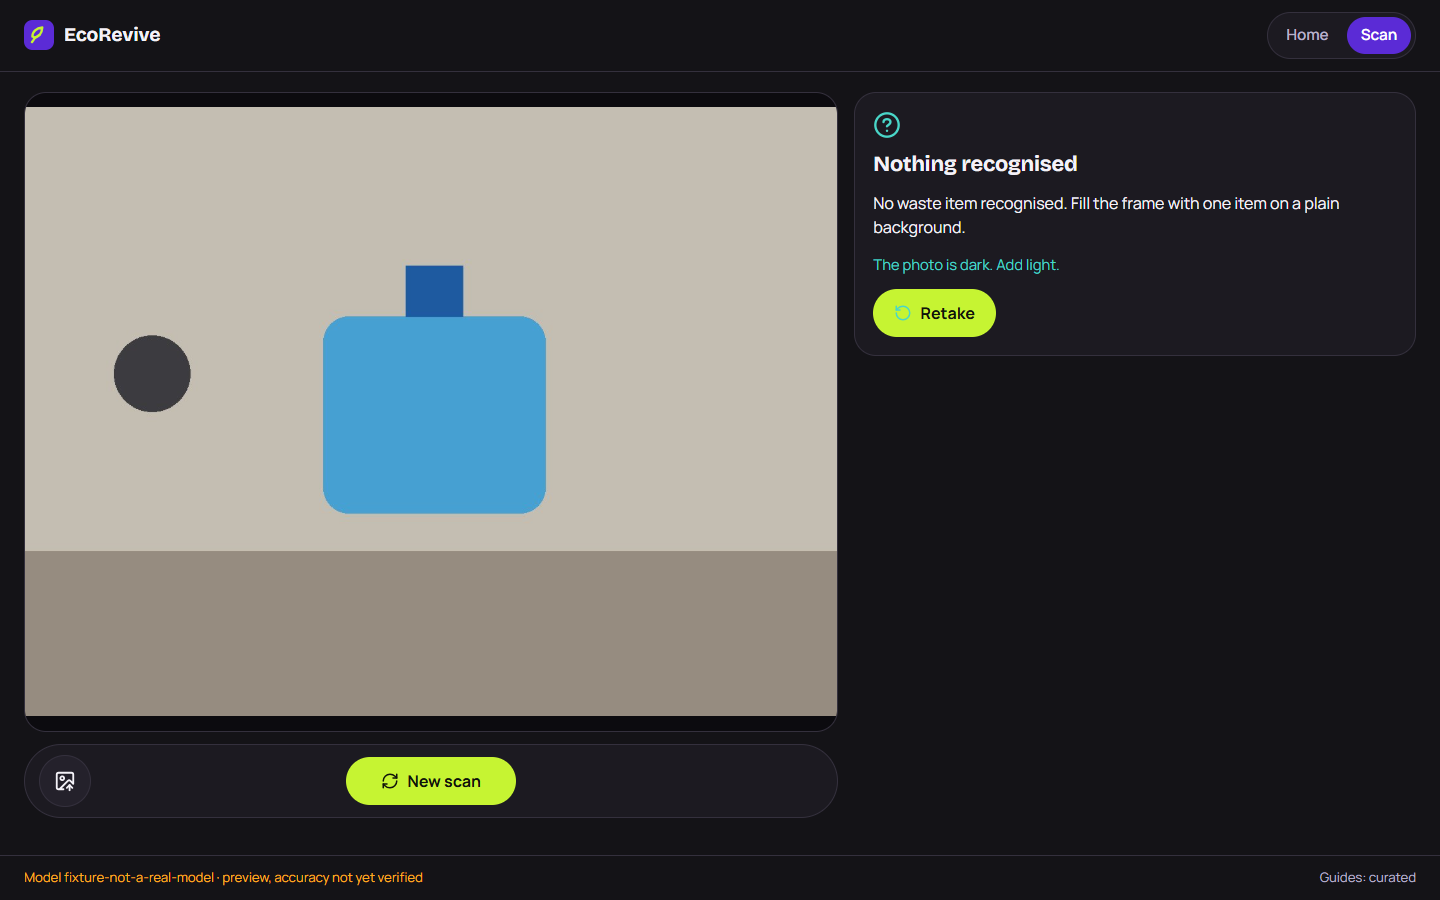 EcoRevive
Home
Scan
Nothing recognised
No waste item recognised. Fill the frame with one item on a plain
background.
The photo is dark. Add light.
Retake
New scan
Model fixture-not-a-real-model · preview, accuracy not yet verified
Guides: curated